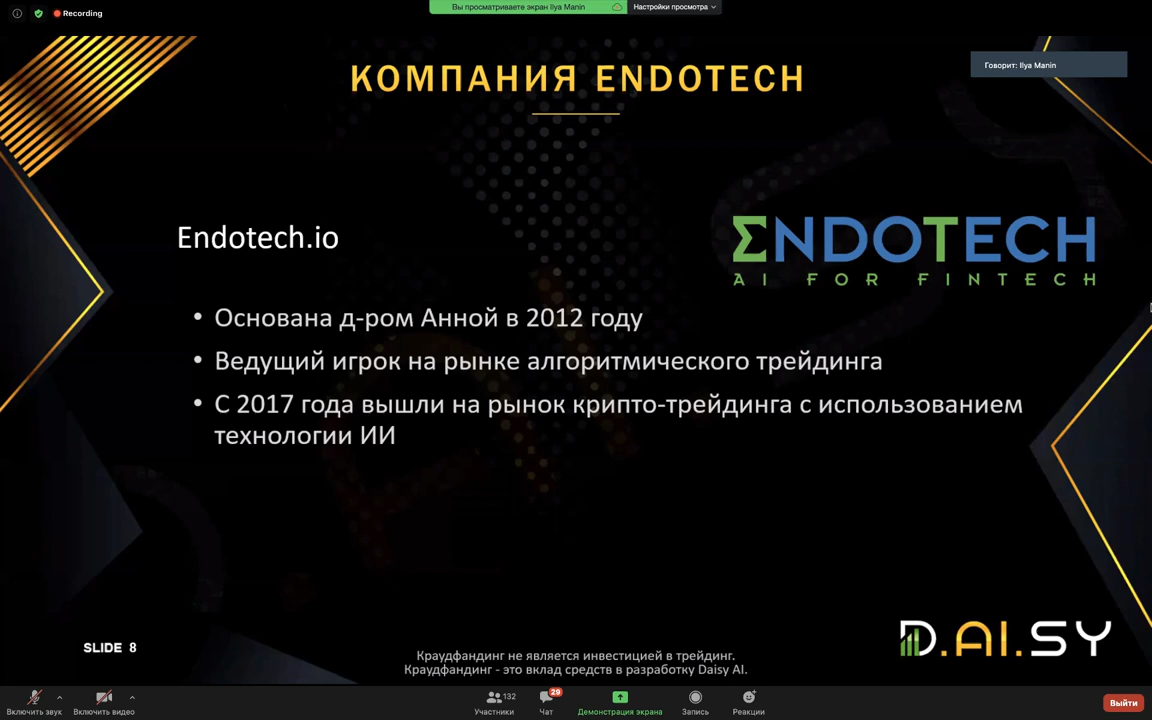 Recording
Вы просматриваете экран Ilya Manin
Настройки просмотра
Говорит: Ilya Manin
КОМПАНИЯ ENDOTECH
Endotech.io
ΣNDOTECH
AI FOR FINTECH
• Основана д-ром Анной в 2012 году
• Ведущий игрок на рынке алгоритмического трейдинга
• С 2017 года вышли на рынок крипто-трейдинга с использованием
технологии ИИ
SLIDE 8
D.AI.SY
Краудфандинг не является инвестицией в трейдинг.
Краудфандинг - это вклад средств в разработку Daisy AI.
Включить звук
Включить видео
132
Участники
29
Чат
Демонстрация экрана
Запись
Реакции
Выйти